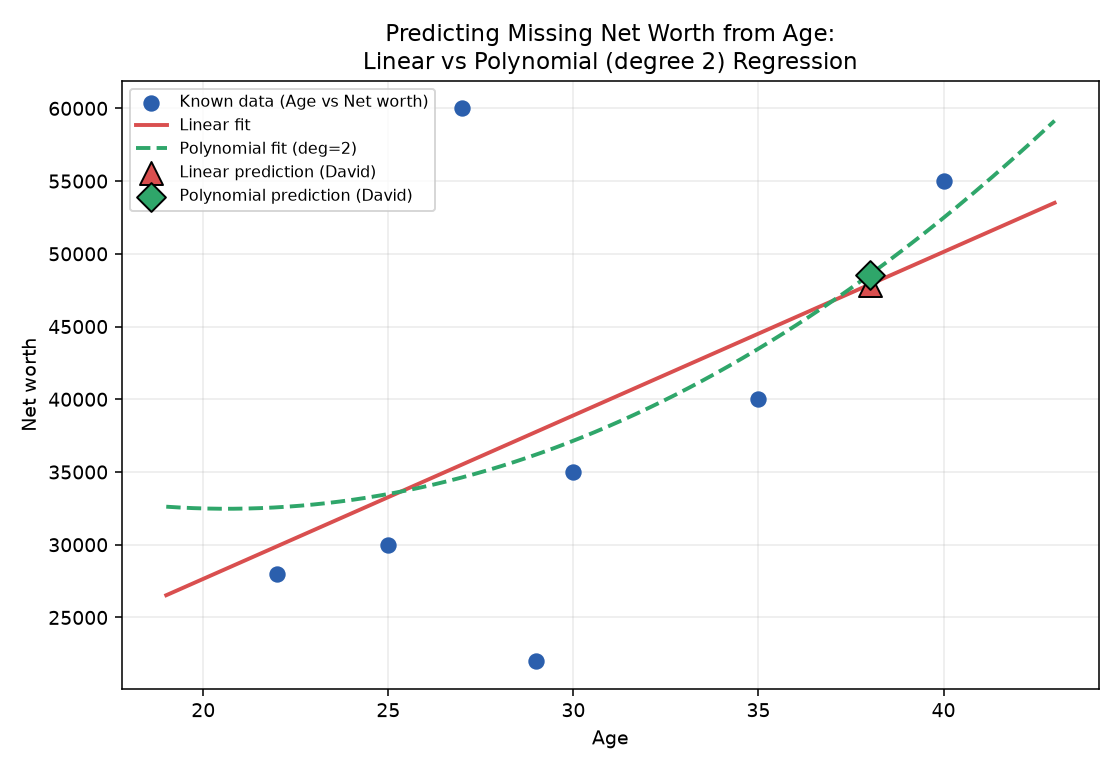 Predicting Missing Net Worth from Age:
Linear vs Polynomial (degree 2) Regression
Known data (Age vs Net worth)
Linear fit
Polynomial fit (deg=2)
Linear prediction (David)
Polynomial prediction (David)
60000
55000
50000
45000
40000
35000
30000
25000
Net worth
20
25
30
35
40
Age